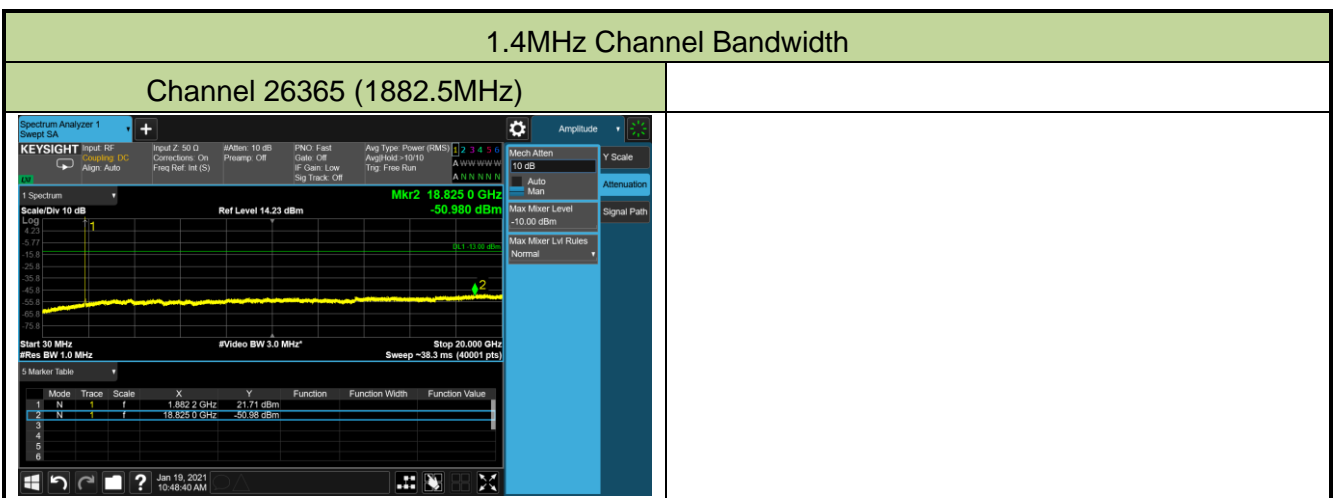 1.4MHz Channel Bandwidth
Channel 26365 (1882.5MHz)
Spectrum Analyzer 1
Swept SA
+
Amplitude
KEYSIGHT Input: RF
Coupling: DC
Align: Auto
Input Z: 50 Ω
Corrections: On
Freq Ref: Int (S)
#Atten: 10 dB
Preamp: Off
PNO: Fast
Gate: Off
IF Gain: Low
Sig Track: Off
Avg Type: Power (RMS)
Avg|Hold:>10/10
Trig: Free Run
1 2 3 4 5 6
A W W W W W
A N N N N N
Mech Atten
10 dB
Auto
Man
Max Mixer Level
-10.00 dBm
Max Mixer Lvl Rules
Normal
Y Scale
Attenuation
Signal Path
1 Spectrum
Mkr2 18.825 0 GHz
Scale/Div 10 dB Ref Level 14.23 dBm -50.980 dBm
Log
4.23
-5.77
-15.8
-25.8
-35.8
-45.8
-55.8
-65.8
-75.8
1
DL1 -13.00 dBm
2
Start 30 MHz #Video BW 3.0 MHz* Stop 20.000 GHz
#Res BW 1.0 MHz Sweep ~38.3 ms (40001 pts)
5 Marker Table
Mode Trace Scale X Y Function Function Width Function Value
1 N 1 f 1.882 2 GHz 21.71 dBm
2 N 1 f 18.825 0 GHz -50.98 dBm
3
4
5
6
? Jan 19, 2021
10:48:40 AM